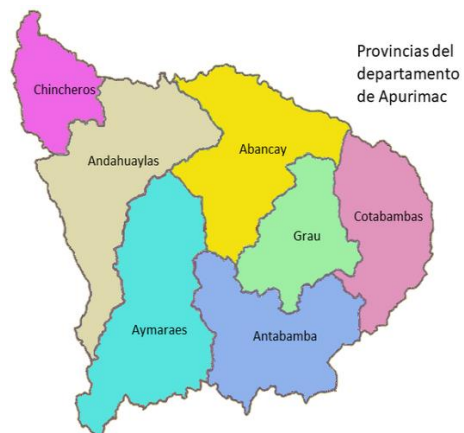 Provincias del
departamento
de Apurimac
Chincheros
Andahuaylas
Abancay
Cotabambas
Grau
Aymaraes
Antabamba